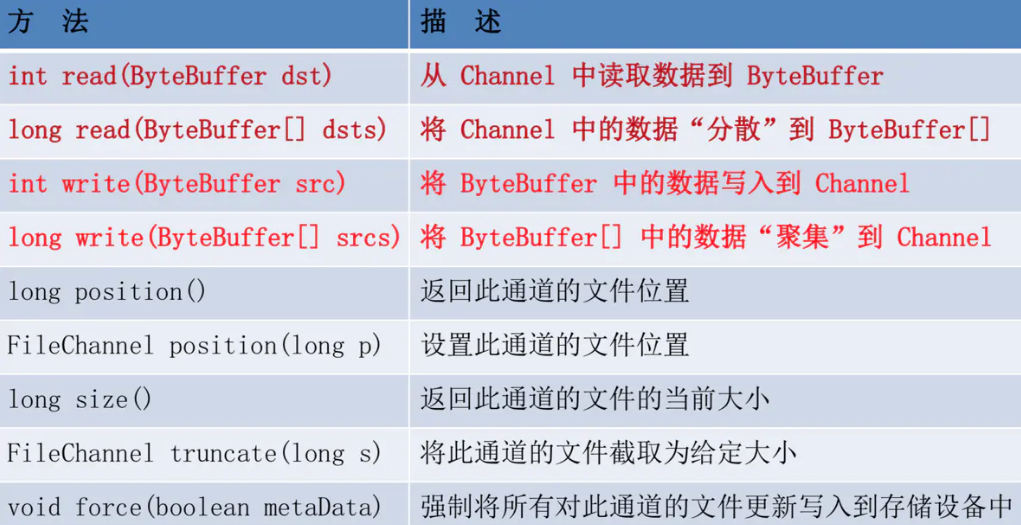 方 法 描 述
int read(ByteBuffer dst) 从 Channel 中读取数据到 ByteBuffer
long read(ByteBuffer[] dsts) 将 Channel 中的数据“分散”到 ByteBuffer[]
int write(ByteBuffer src) 将 ByteBuffer 中的数据写入到 Channel
long write(ByteBuffer[] srcs) 将 ByteBuffer[] 中的数据“聚集”到 Channel
long position() 返回此通道的文件位置
FileChannel position(long p) 设置此通道的文件位置
long size() 返回此通道的文件的当前大小
FileChannel truncate(long s) 将此通道的文件截取为给定大小
void force(boolean metaData) 强制将所有对此通道的文件更新写入到存储设备中